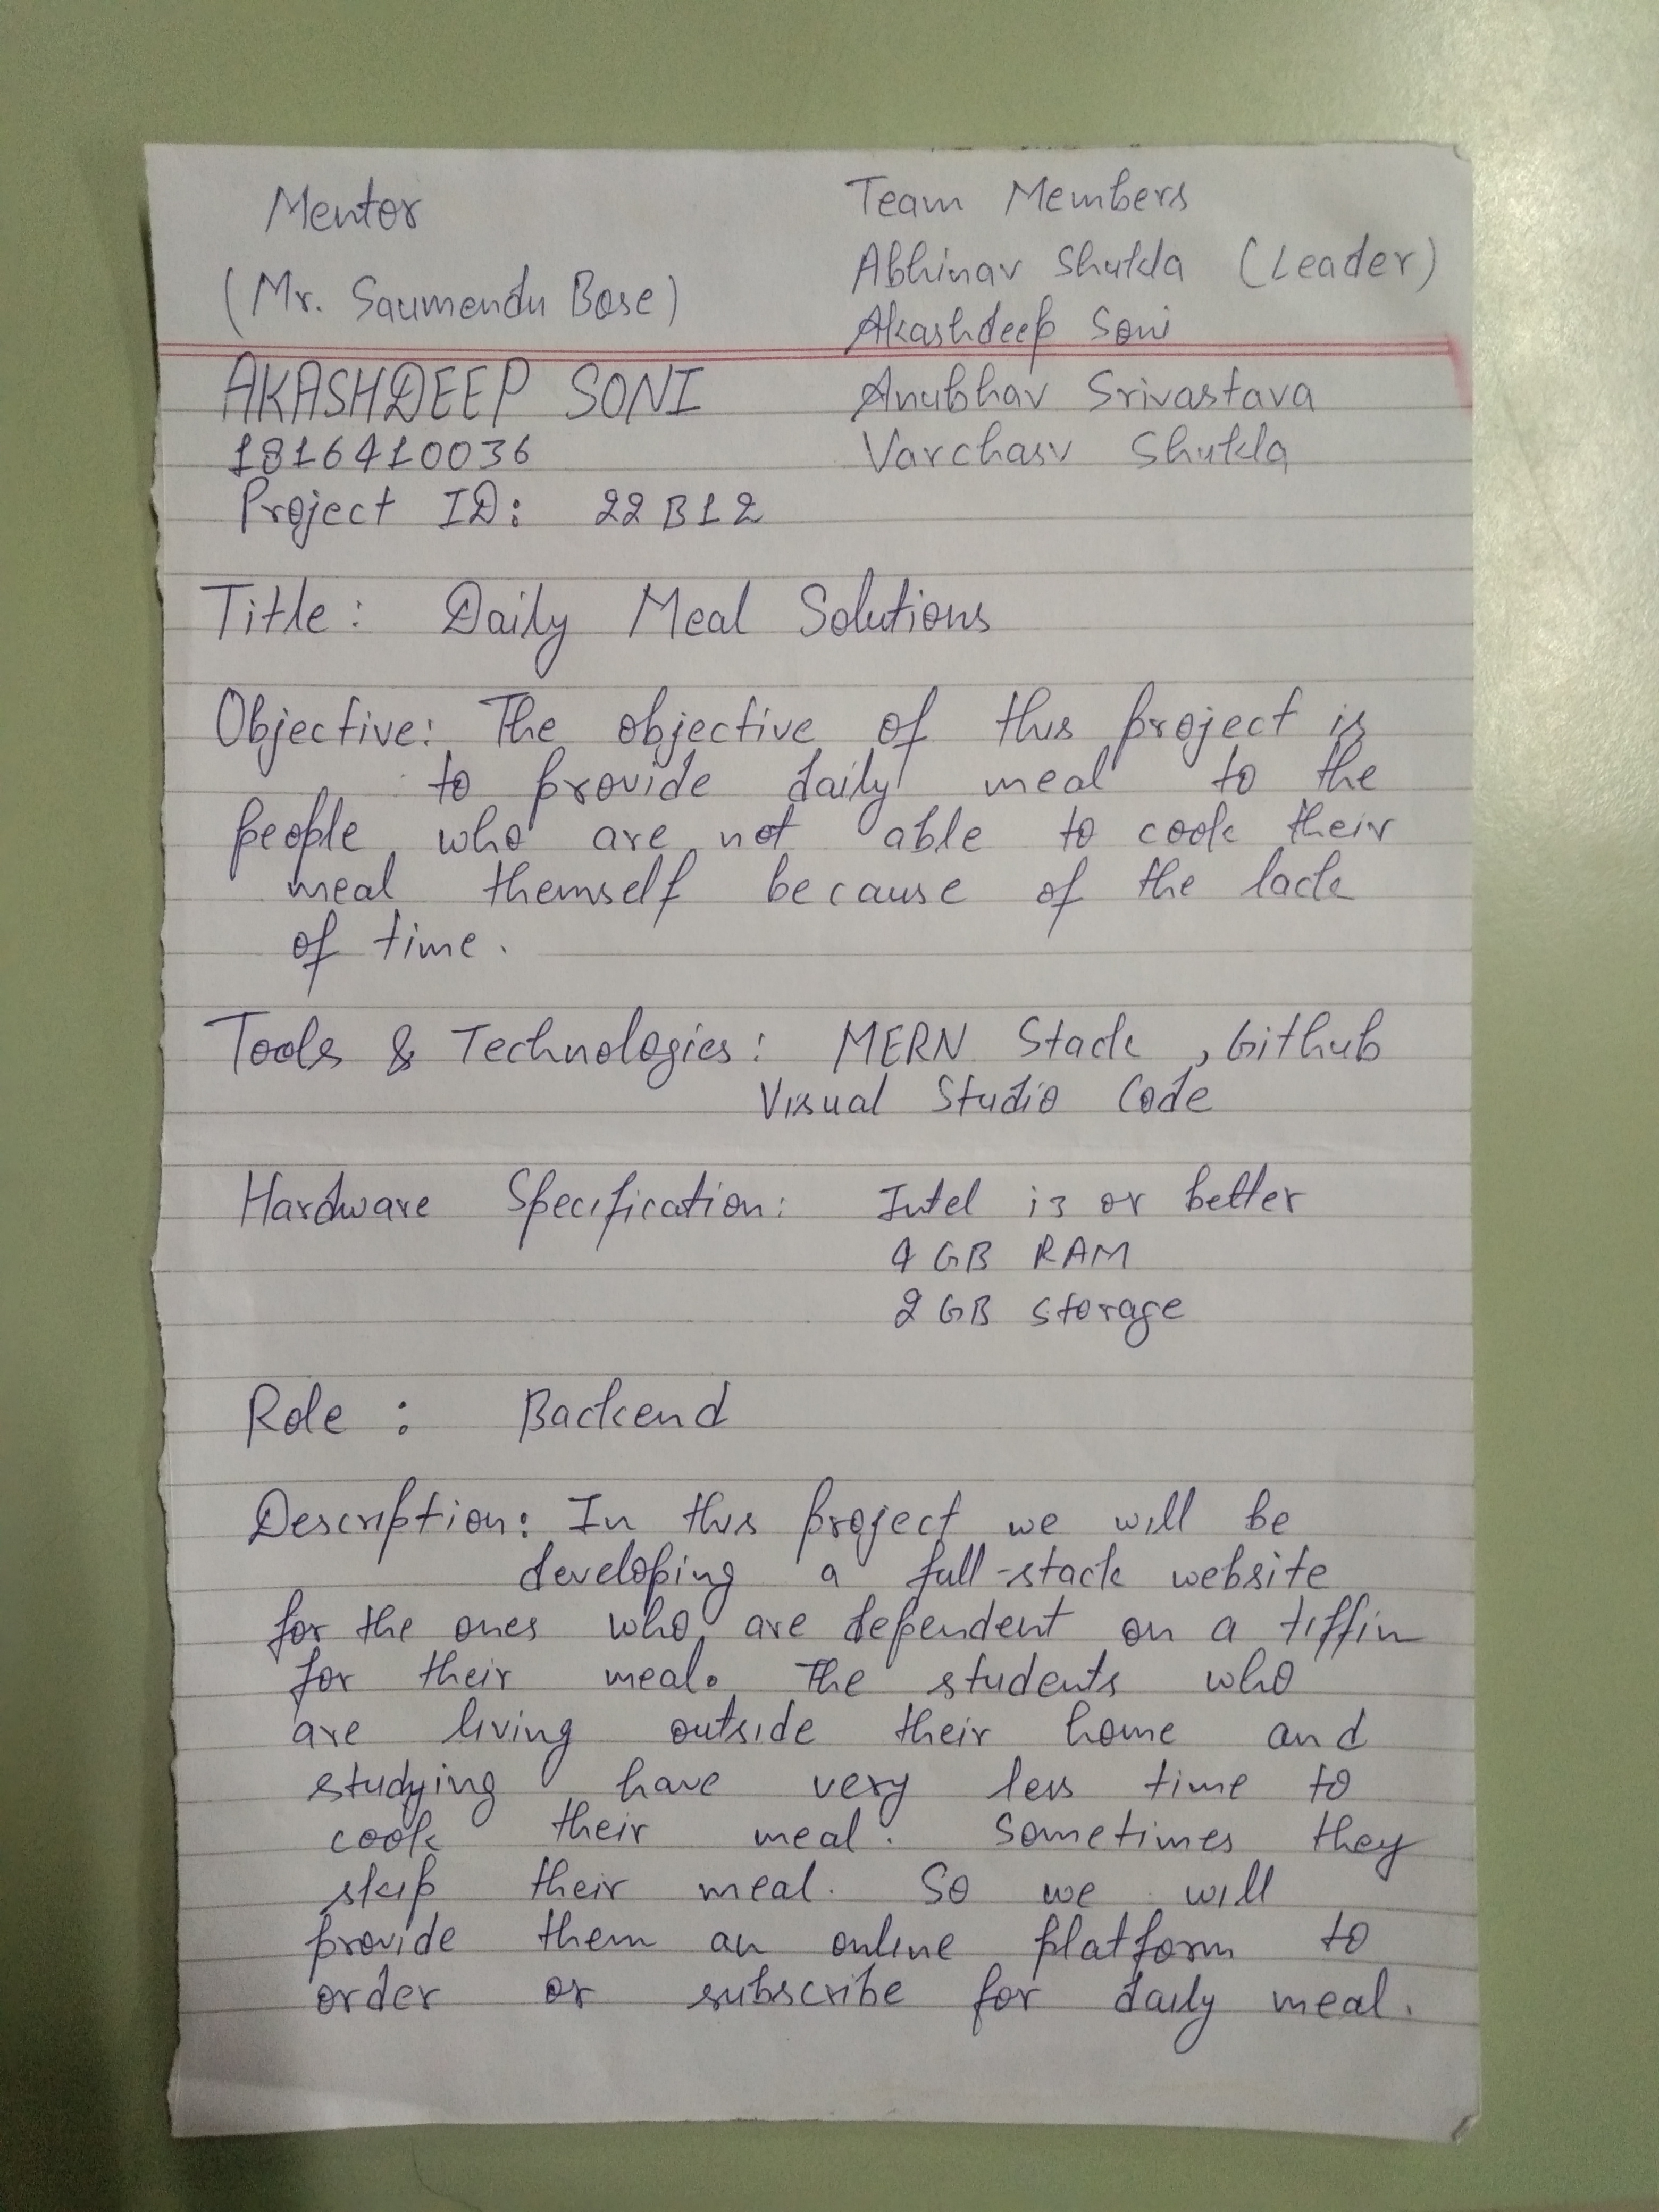 Mentor
(Mr. Saumendu Bose)
Team Members
Abhinav Shukla (Leader)
Akashdeep Soni
Anubhav Srivastava
Varchasv Shukla
AKASHDEEP SONI
1816410036
Project ID: 22B12
Title: Daily Meal Solutions
Objective: The objective of this project is
to provide daily meal to the
people who are not able to cook their
meal themself because of the lack
of time.
Tools & Technologies: MERN Stack, Github
Visual Studio Code
Hardware Specification: Intel i3 or better
4 GB RAM
2 GB storage
Role: Backend
Description: In this project we will be
developing a full-stack website
for the ones who are dependent on a tiffin
for their meal. The students who
are living outside their home and
studying have very less time to
cook their meal. Sometimes they
skip their meal. So we will
provide them an online platform to
order or subscribe for daily meal.